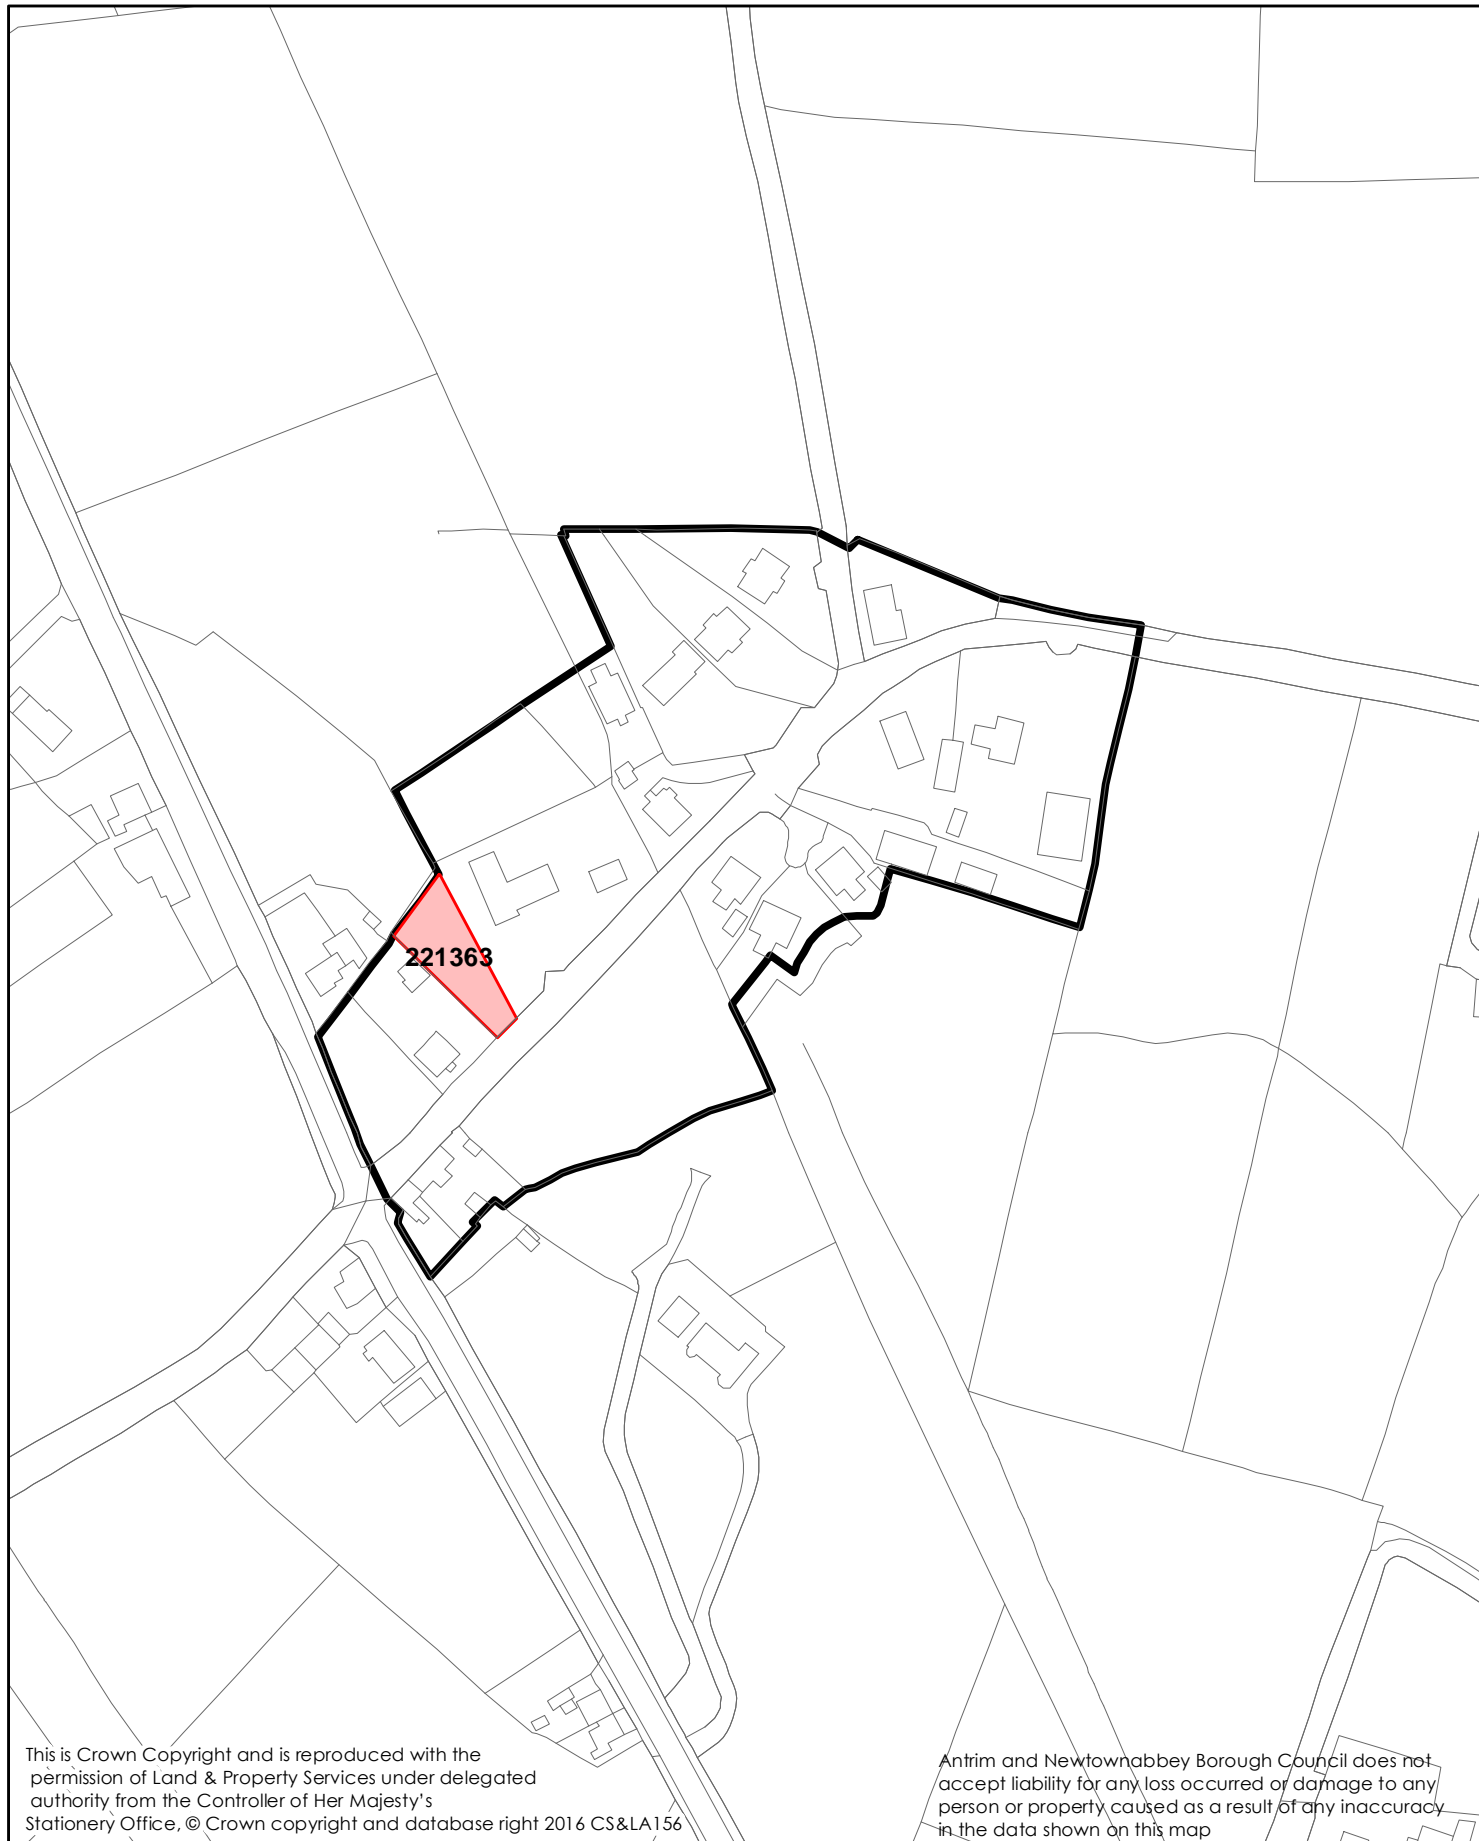 221363
This is Crown Copyright and is reproduced with the
permission of Land & Property Services under delegated
authority from the Controller of Her Majesty's
Stationery Office, © Crown copyright and database right 2016 CS&LA156
Antrim and Newtownabbey Borough Council does not
accept liability for any loss occurred or damage to any
person or property caused as a result of any inaccuracy
in the data shown on this map